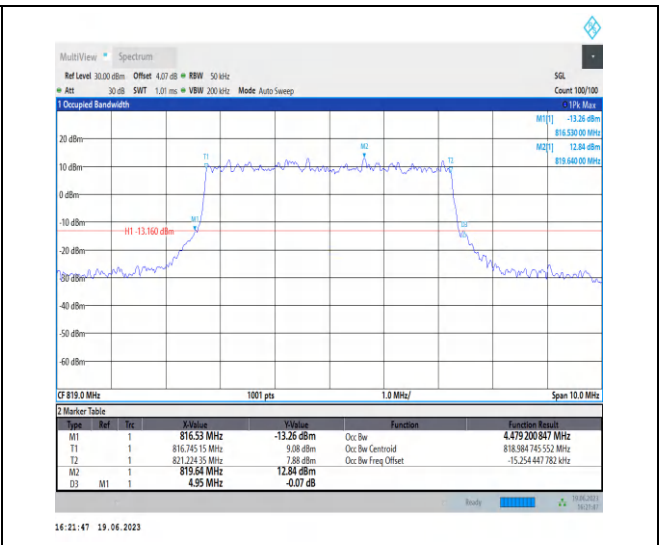 MultiView Spectrum
Ref Level 30.00 dBm Offset 4.07 dB RBW 50 kHz SGL
Att 30 dB SWT 1.01 ms VBW 200 kHz Mode Auto Sweep Count 100/100
1 Occupied Bandwidth 1Pk Max
M1[1] -13.26 dBm
816.530 00 MHz
M2[1] 12.84 dBm
819.640 00 MHz
20 dBm
M2
T1 T2
10 dBm
0 dBm
-10 dBm
M1
H1 -13.160 dBm
-20 dBm
-30 dBm
-40 dBm
-50 dBm
-60 dBm
CF 819.0 MHz 1001 pts 1.0 MHz/ Span 10.0 MHz
2 Marker Table
Type Ref Trc X-Value Y-Value Function Function Result
M1 1 816.53 MHz -13.26 dBm Occ Bw 4.479 200 847 MHz
T1 1 816.745 15 MHz 9.08 dBm Occ Bw Centroid 818.984 745 552 MHz
T2 1 821.224 35 MHz 7.88 dBm Occ Bw Freq Offset -15.254 447 782 kHz
M2 1 819.64 MHz 12.84 dBm
D3 M1 1 4.95 MHz -0.07 dB
Ready 19.06.2023
16:21:47
16:21:47 19.06.2023